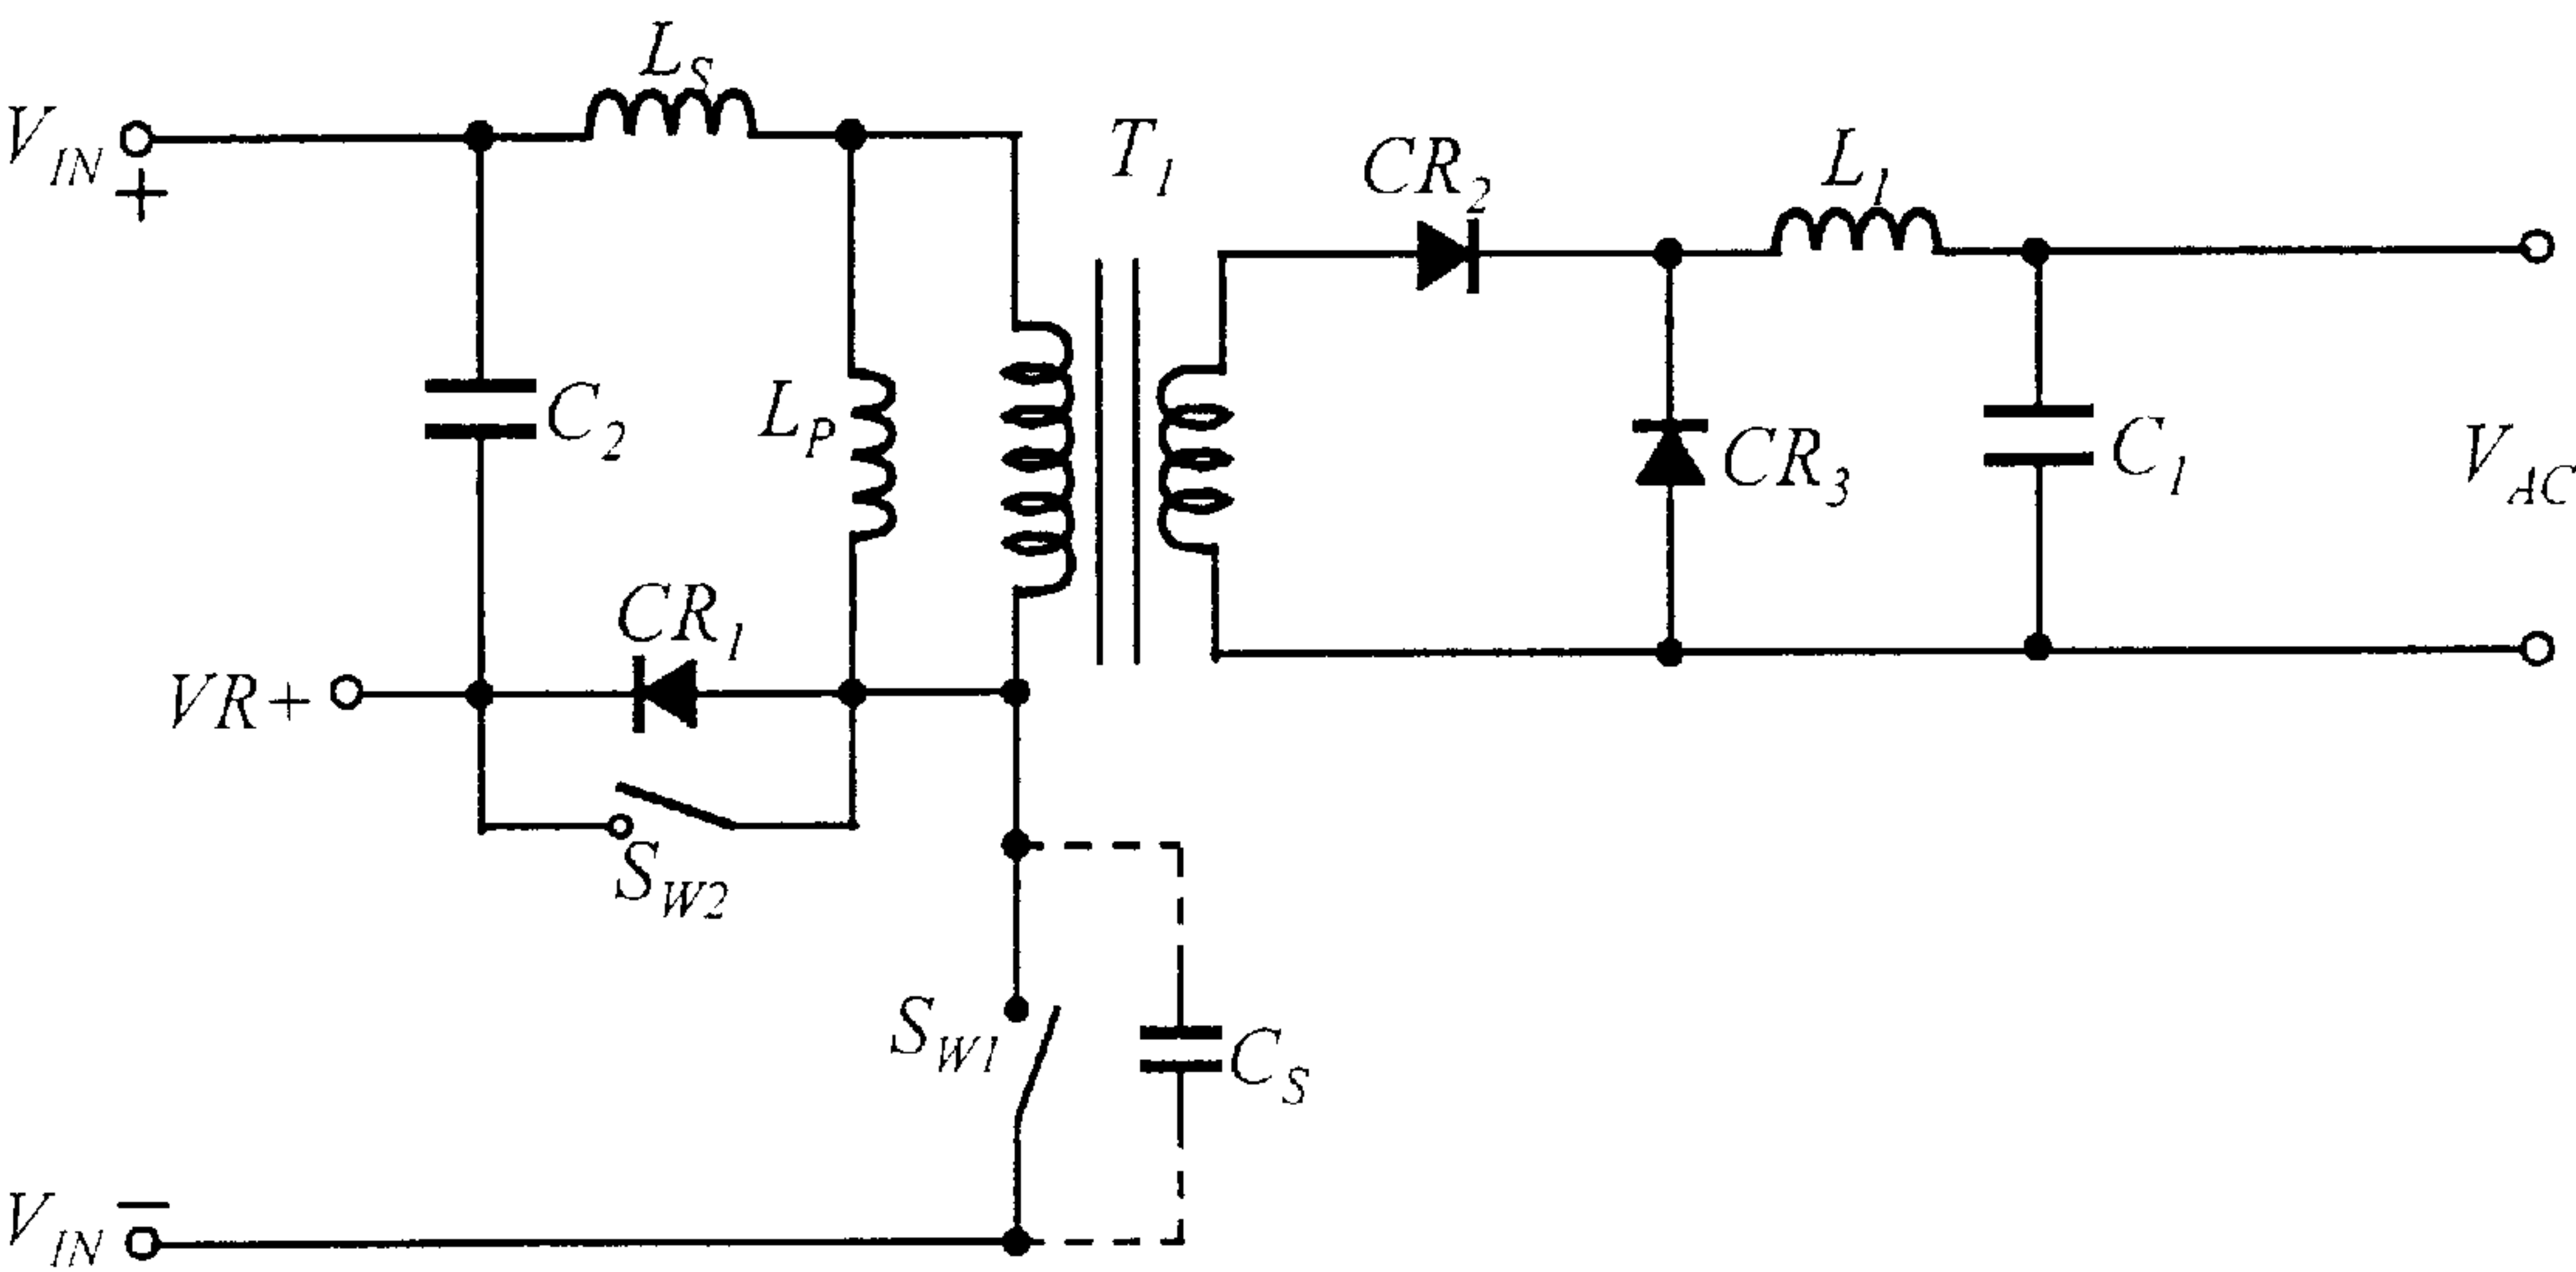 L_S
V_IN +
T_1
CR_2
L_1
C_2
L_P
CR_3
C_1
V_AC
CR_1
VR+
S_W2
S_W1
C_S
V_IN −